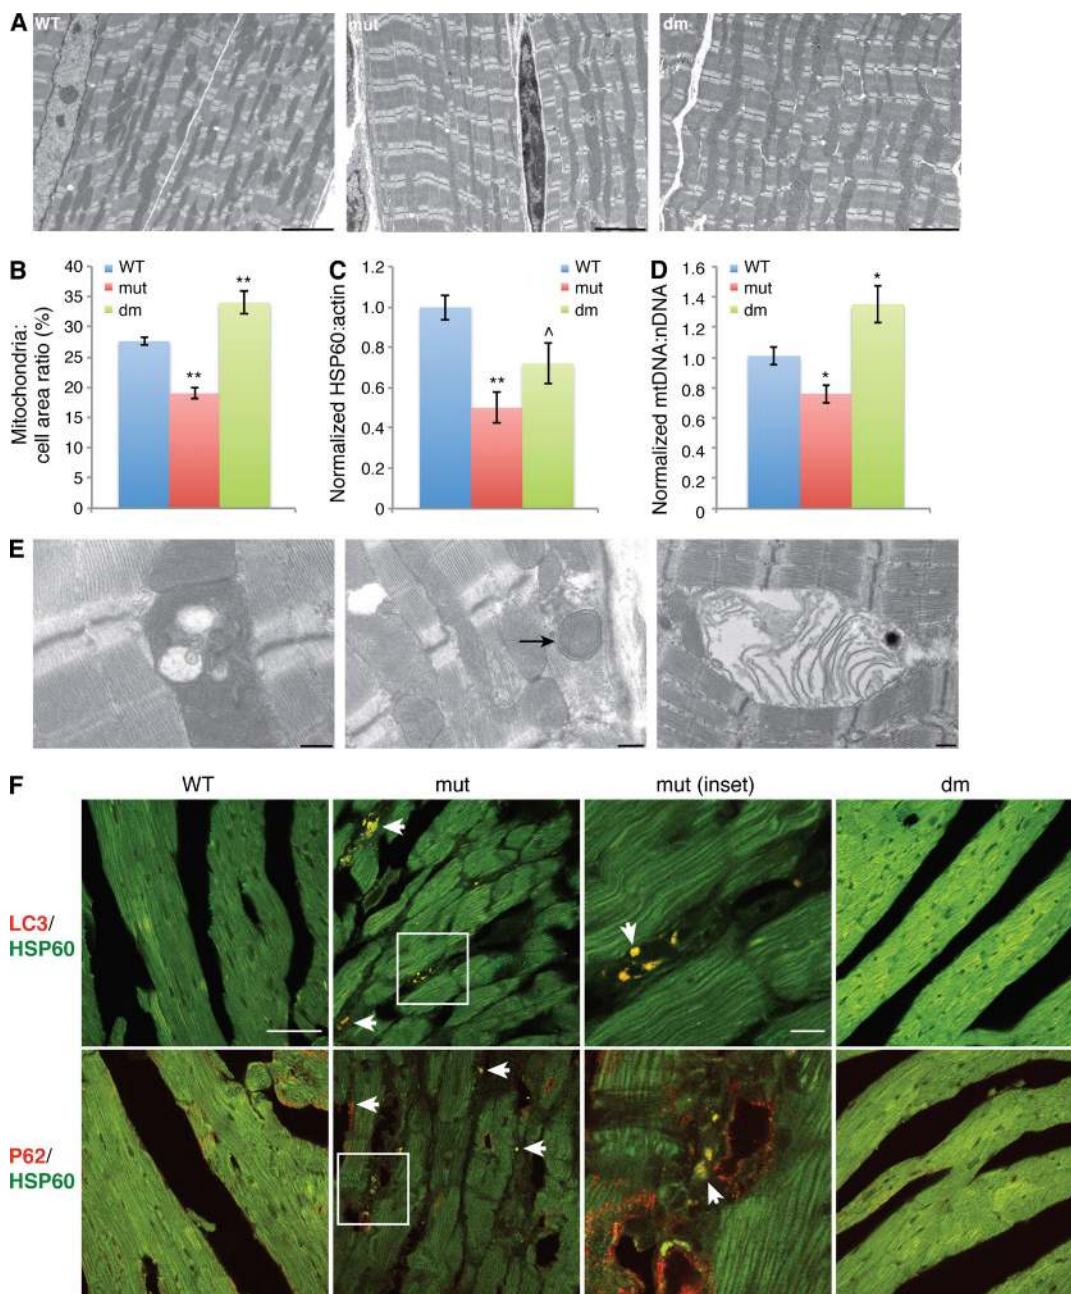 A WT mut dm
B
Mitochondria:
cell area ratio (%)
40
35
30
25
20
15
10
5
0
WT
mut
dm
**
**
C
Normalized HSP60:actin
1.2
1.0
0.8
0.6
0.4
0.2
0
WT
mut
dm
**
^
D
Normalized mtDNA:nDNA
1.6
1.4
1.2
1.0
0.8
0.6
0.4
0.2
0
WT
mut
dm
*
*
E
F WT mut mut (inset) dm
LC3/
HSP60
P62/
HSP60